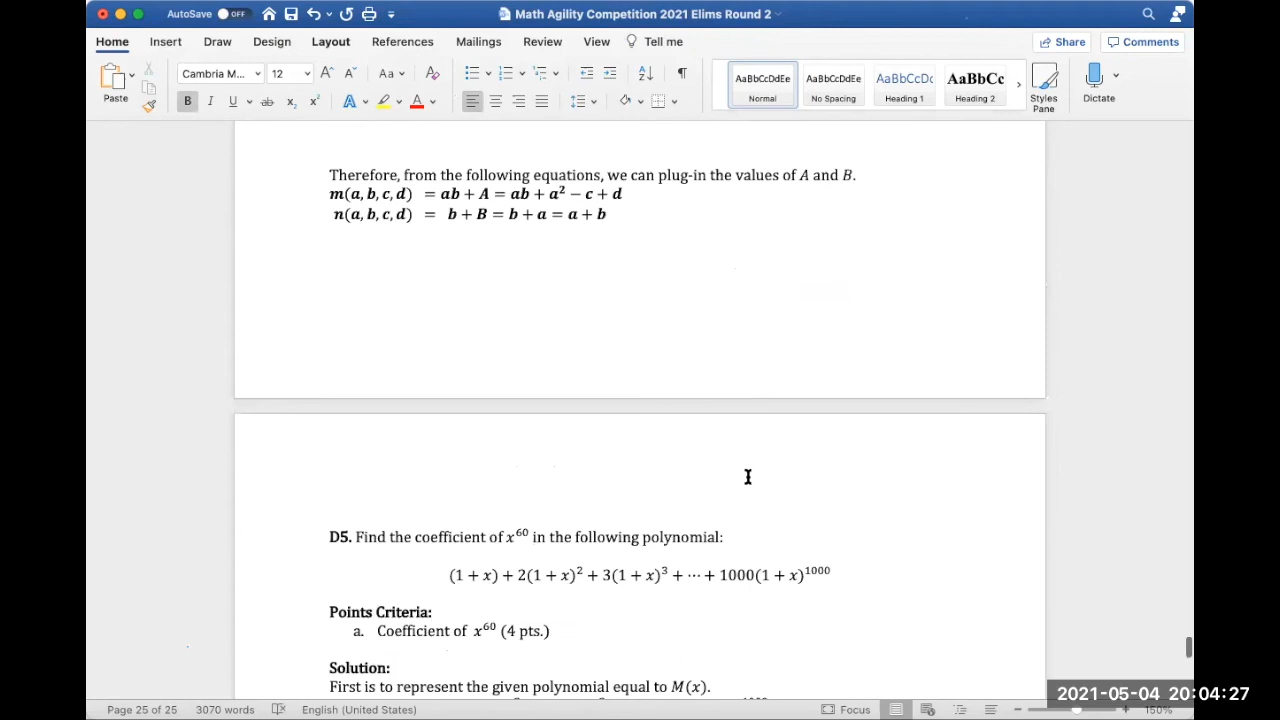 AutoSave OFF Math Agility Competition 2021 Elims Round 2
Home Insert Draw Design Layout References Mailings Review View Tell me Share Comments
Paste Cambria M... 12 Aa AaBbCcDdEe Normal AaBbCcDdEe No Spacing AaBbCcDc Heading 1 AaBbCc Heading 2 Styles Pane Dictate
Therefore, from the following equations, we can plug-in the values of A and B.
m(a, b, c, d) = ab + A = ab + a² − c + d
n(a, b, c, d) = b + B = b + a = a + b
D5. Find the coefficient of x⁶⁰ in the following polynomial:
(1 + x) + 2(1 + x)² + 3(1 + x)³ + ⋯ + 1000(1 + x)¹⁰⁰⁰
Points Criteria:
a. Coefficient of x⁶⁰ (4 pts.)
Solution:
First is to represent the given polynomial equal to M(x).
Page 25 of 25 3070 words English (United States) Focus 150%
2021-05-04 20:04:27